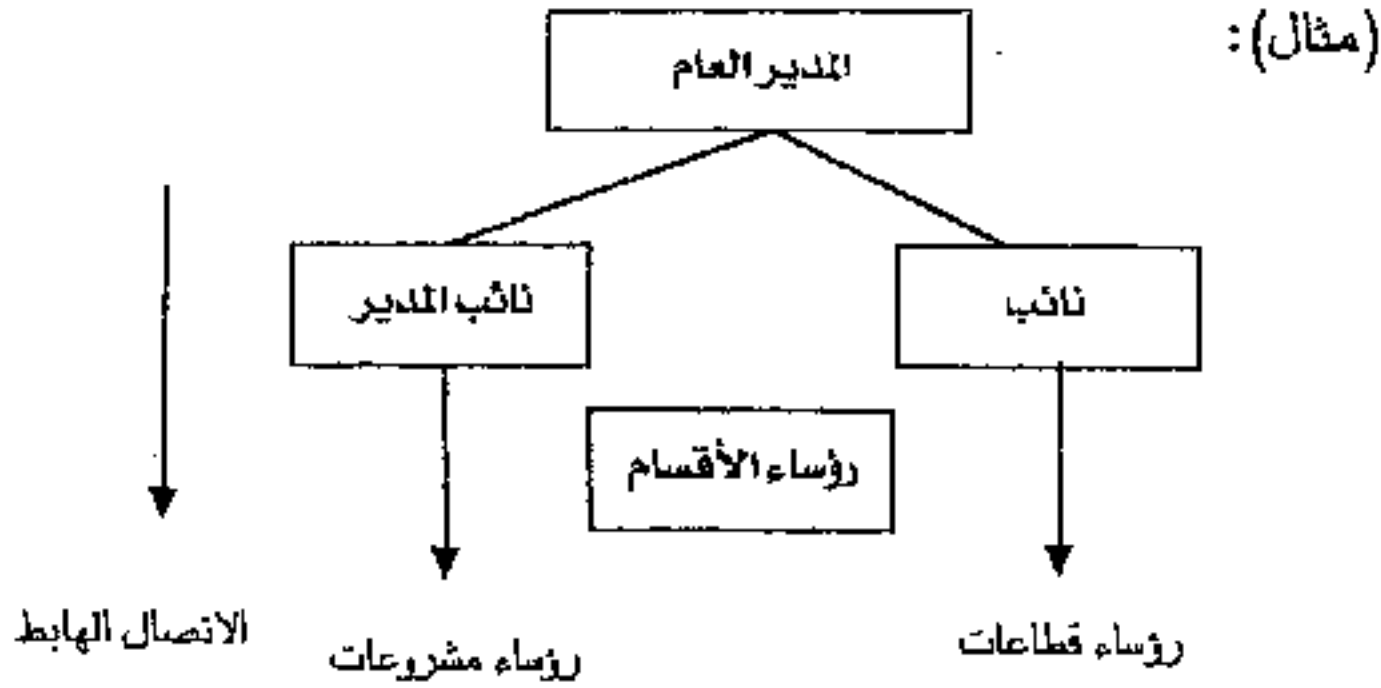 (مثال):
المدير العام
نائب
نائب المدير
رؤساء الأقسام
رؤساء قطاعات
رؤساء مشروعات
الاتصال الهابط